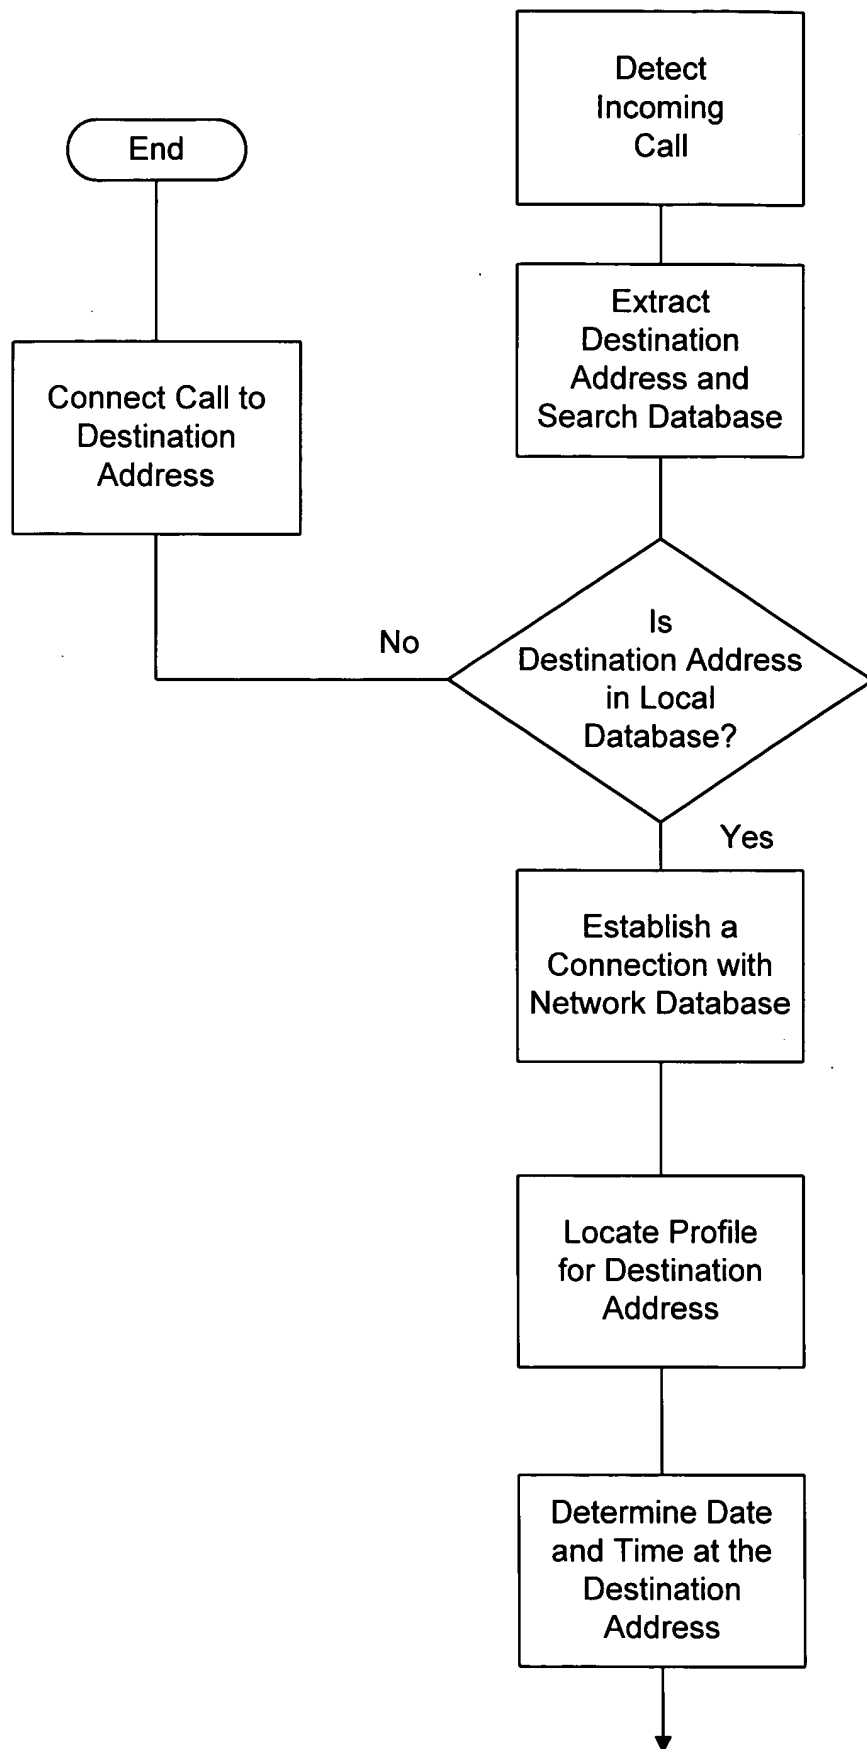 Detect
Incoming
Call
End
Extract
Destination
Address and
Search Database
Connect Call to
Destination
Address
Is
Destination Address
in Local
Database?
No
Yes
Establish a
Connection with
Network Database
Locate Profile
for Destination
Address
Determine Date
and Time at the
Destination
Address